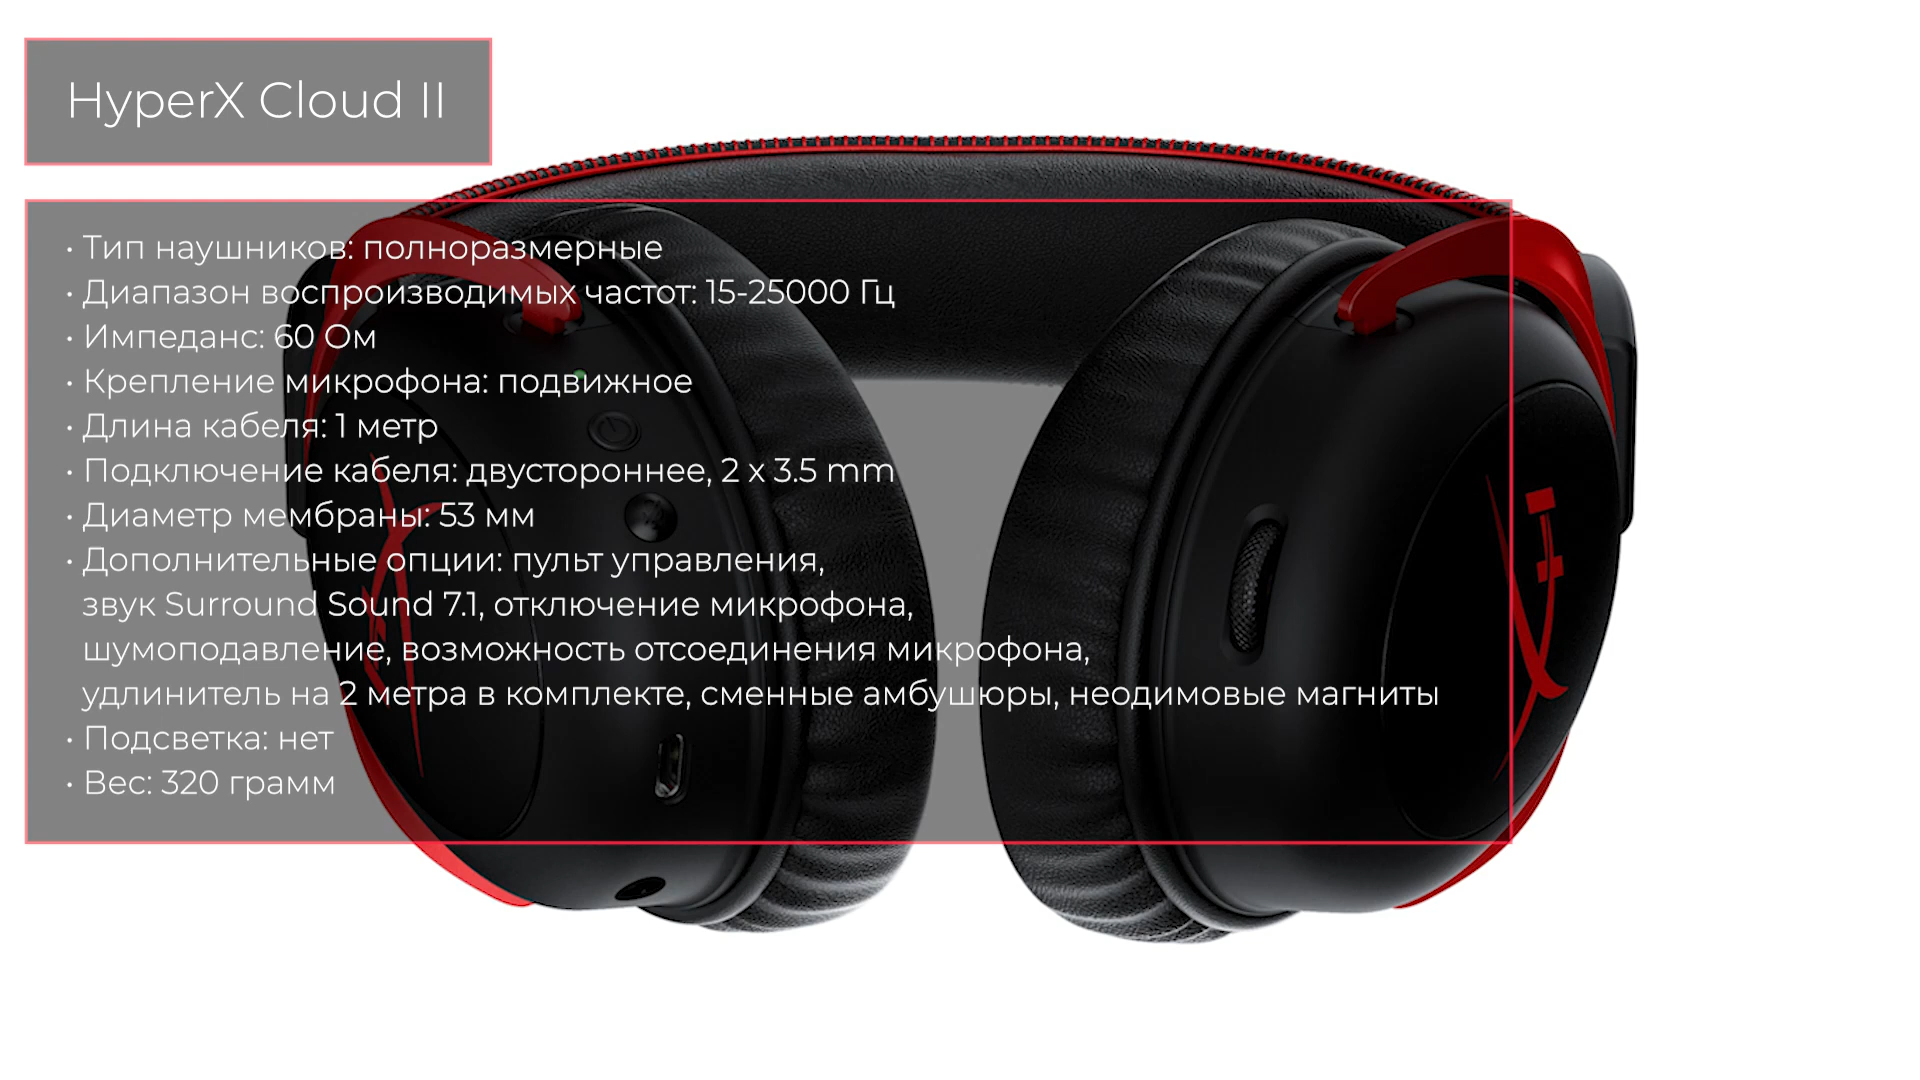 HyperX Cloud II
• Тип наушников: полноразмерные
• Диапазон воспроизводимых частот: 15-25000 Гц
• Импеданс: 60 Ом
• Крепление микрофона: подвижное
• Длина кабеля: 1 метр
• Подключение кабеля: двустороннее, 2 x 3.5 mm
• Диаметр мембраны: 53 мм
• Дополнительные опции: пульт управления,
звук Surround Sound 7.1, отключение микрофона,
шумоподавление, возможность отсоединения микрофона,
удлинитель на 2 метра в комплекте, сменные амбушюры, неодимовые магниты
• Подсветка: нет
• Вес: 320 грамм